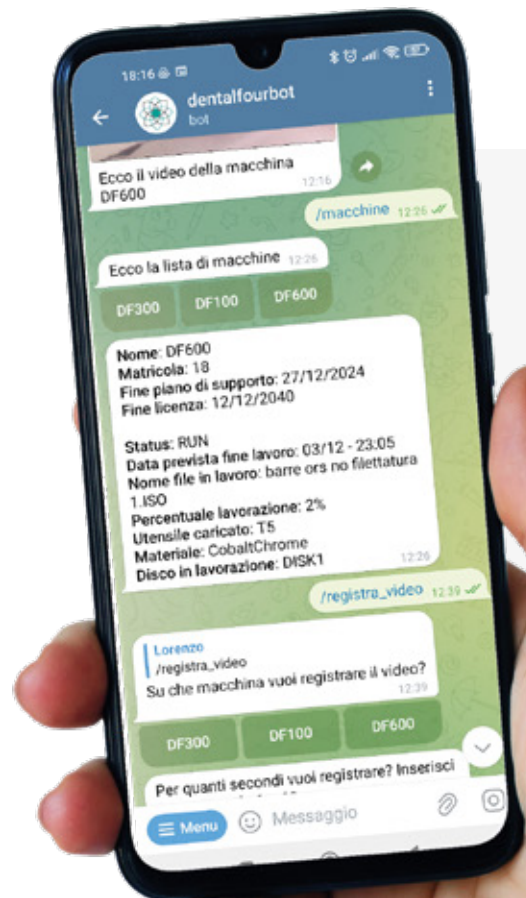 18:16
dentalfourbot
bot
Ecco il video della macchina
DF600
12:16
/macchine 12:26
Ecco la lista di macchine 12:26
DF300 DF100 DF600
Nome: DF600
Matricola: 18
Fine piano di supporto: 27/12/2024
Fine licenza: 12/12/2040
Status: RUN
Data prevista fine lavoro: 03/12 - 23:05
Nome file in lavoro: barre ors no filettatura
1.ISO
Percentuale lavorazione: 2%
Utensile caricato: T5
Materiale: CobaltChrome
Disco in lavorazione: DISK1
12:26
/registra_video 12:39
Lorenzo
/registra_video
Su che macchina vuoi registrare il video?
12:39
DF300 DF100 DF600
Per quanti secondi vuoi registrare? Inserisci
Menu Messaggio